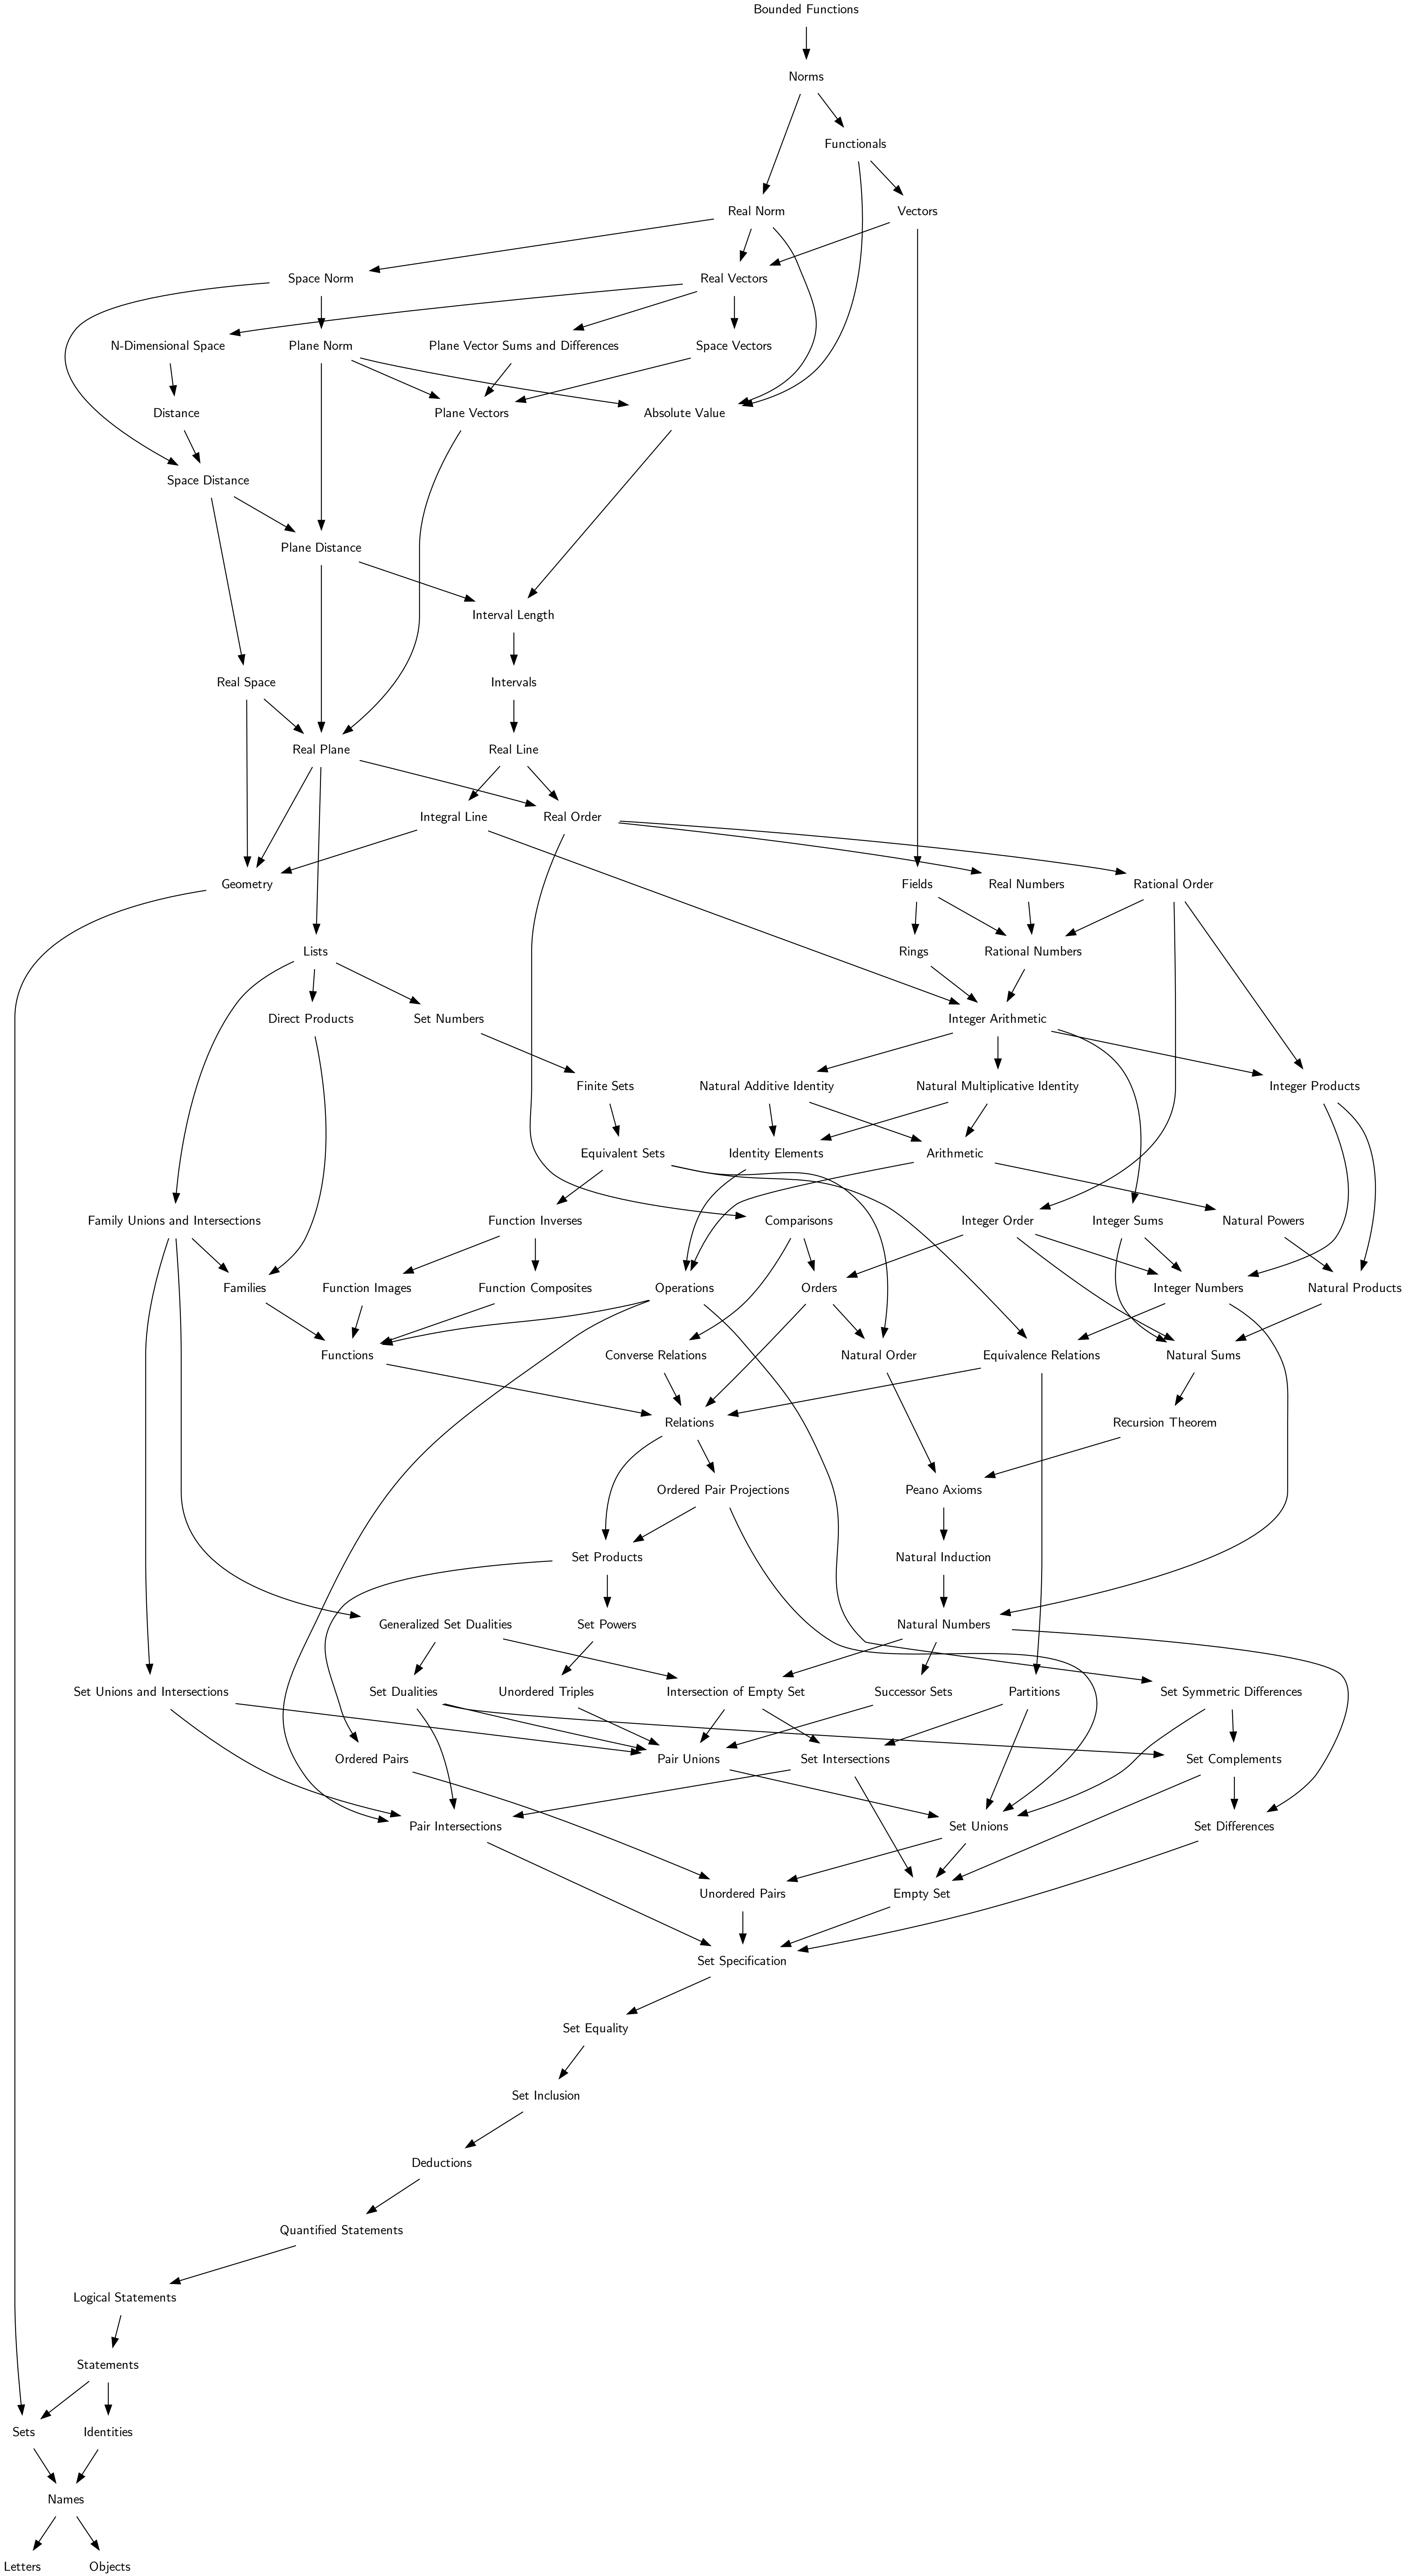 Bounded Functions
Norms
Functionals
Real Norm
Vectors
Space Norm
Real Vectors
N-Dimensional Space
Plane Norm
Plane Vector Sums and Differences
Space Vectors
Distance
Plane Vectors
Absolute Value
Space Distance
Plane Distance
Interval Length
Real Space
Intervals
Real Plane
Real Line
Integral Line
Real Order
Geometry
Fields
Real Numbers
Rational Order
Lists
Rings
Rational Numbers
Direct Products
Set Numbers
Integer Arithmetic
Finite Sets
Natural Additive Identity
Natural Multiplicative Identity
Integer Products
Equivalent Sets
Identity Elements
Arithmetic
Family Unions and Intersections
Function Inverses
Comparisons
Integer Order
Integer Sums
Natural Powers
Families
Function Images
Function Composites
Operations
Orders
Integer Numbers
Natural Products
Functions
Converse Relations
Natural Order
Equivalence Relations
Natural Sums
Relations
Recursion Theorem
Ordered Pair Projections
Peano Axioms
Set Products
Natural Induction
Generalized Set Dualities
Set Powers
Natural Numbers
Set Unions and Intersections
Set Dualities
Unordered Triples
Intersection of Empty Set
Successor Sets
Partitions
Set Symmetric Differences
Ordered Pairs
Pair Unions
Set Intersections
Set Complements
Pair Intersections
Set Unions
Set Differences
Unordered Pairs
Empty Set
Set Specification
Set Equality
Set Inclusion
Deductions
Quantified Statements
Logical Statements
Statements
Sets
Identities
Names
Letters
Objects